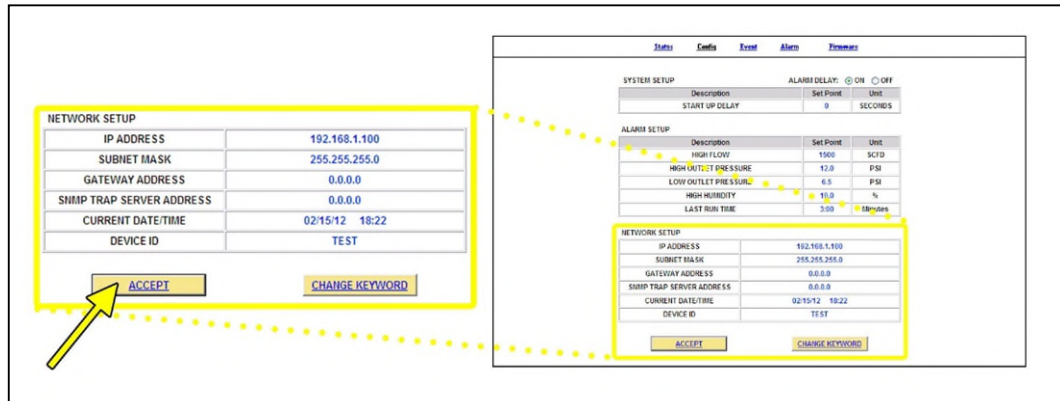 NETWORK SETUP
IP ADDRESS 192.168.1.100
SUBNET MASK 255.255.255.0
GATEWAY ADDRESS 0.0.0.0
SNMP TRAP SERVER ADDRESS 0.0.0.0
CURRENT DATE/TIME 02/15/12 18:22
DEVICE ID TEST
ACCEPT CHANGE KEYWORD
Status Config Event Alarm Firmware
SYSTEM SETUP ALARM DELAY: ON OFF
Description Set Point Unit
START UP DELAY 0 SECONDS
ALARM SETUP
Description Set Point Unit
HIGH FLOW 1500 SCFD
HIGH OUTLET PRESSURE 12.0 PSI
LOW OUTLET PRESSURE 6.5 PSI
HIGH HUMIDITY 10.0 %
LAST RUN TIME 3:00 Minutes
NETWORK SETUP
IP ADDRESS 192.168.1.100
SUBNET MASK 255.255.255.0
GATEWAY ADDRESS 0.0.0.0
SNMP TRAP SERVER ADDRESS 0.0.0.0
CURRENT DATE/TIME 02/15/12 18:22
DEVICE ID TEST
ACCEPT CHANGE KEYWORD